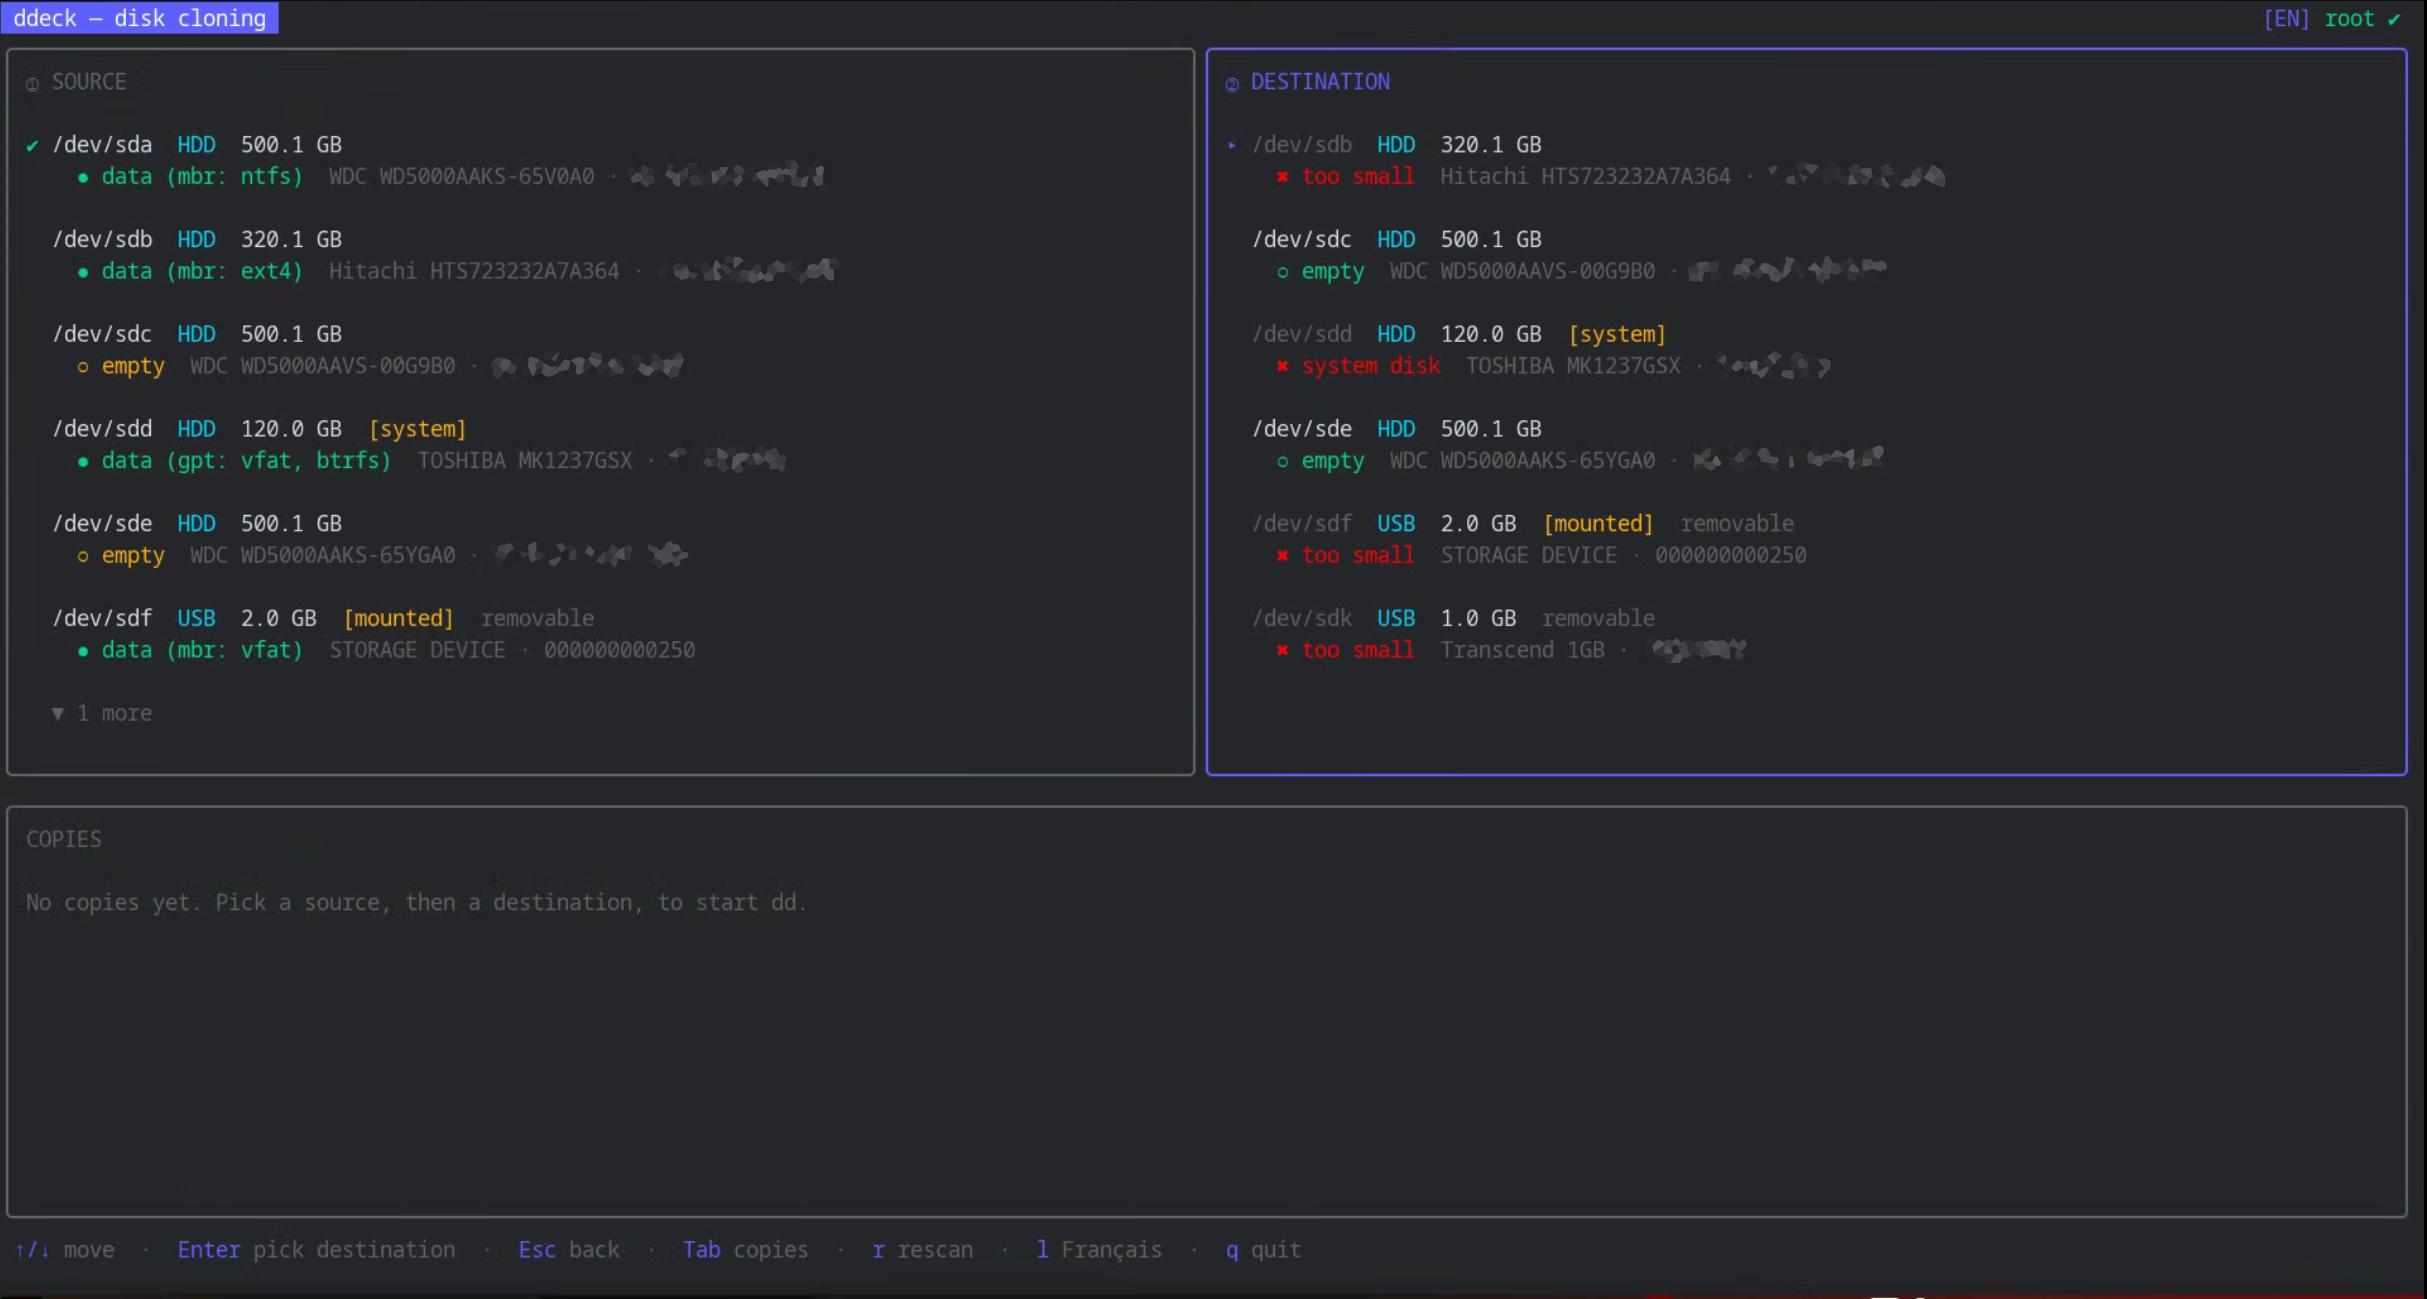 ddeck — disk cloning
[EN] root ✔
① SOURCE
✔ /dev/sda HDD 500.1 GB
● data (mbr: ntfs) WDC WD5000AAKS-65V0A0 ·
/dev/sdb HDD 320.1 GB
● data (mbr: ext4) Hitachi HTS723232A7A364 ·
/dev/sdc HDD 500.1 GB
○ empty WDC WD5000AAVS-00G9B0 ·
/dev/sdd HDD 120.0 GB [system]
● data (gpt: vfat, btrfs) TOSHIBA MK1237GSX ·
/dev/sde HDD 500.1 GB
○ empty WDC WD5000AAKS-65YGA0 ·
/dev/sdf USB 2.0 GB [mounted] removable
● data (mbr: vfat) STORAGE DEVICE · 000000000250
▼ 1 more
② DESTINATION
▸ /dev/sdb HDD 320.1 GB
✖ too small Hitachi HTS723232A7A364 ·
/dev/sdc HDD 500.1 GB
○ empty WDC WD5000AAVS-00G9B0 ·
/dev/sdd HDD 120.0 GB [system]
✖ system disk TOSHIBA MK1237GSX ·
/dev/sde HDD 500.1 GB
○ empty WDC WD5000AAKS-65YGA0 ·
/dev/sdf USB 2.0 GB [mounted] removable
✖ too small STORAGE DEVICE · 000000000250
/dev/sdk USB 1.0 GB removable
✖ too small Transcend 1GB ·
COPIES
No copies yet. Pick a source, then a destination, to start dd.
↑/↓ move · Enter pick destination · Esc back · Tab copies · r rescan · l Français · q quit